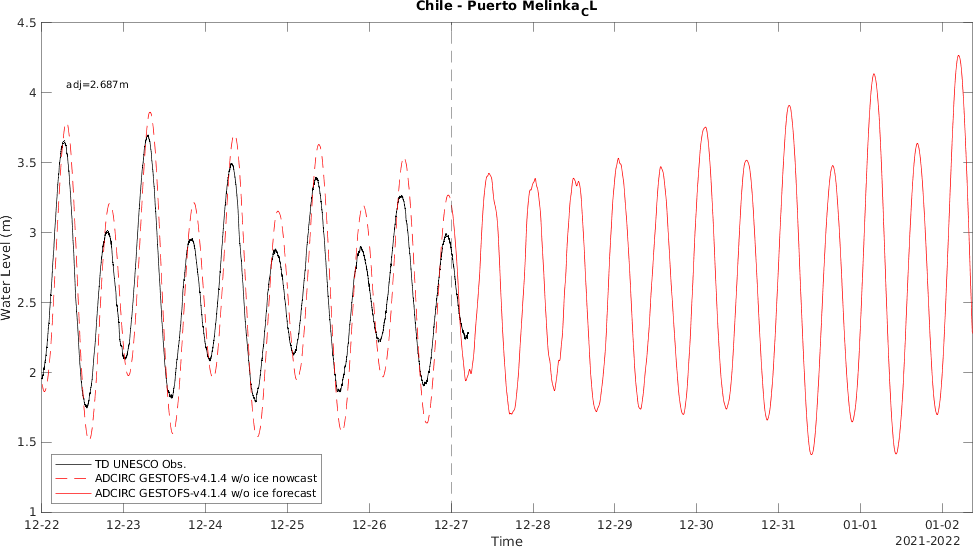 Chile - Puerto Melinka_CL
4.5
4
3.5
3
2.5
2
1.5
1
Water Level (m)
adj=2.687m
TD UNESCO Obs.
ADCIRC GESTOFS-v4.1.4 w/o ice nowcast
ADCIRC GESTOFS-v4.1.4 w/o ice forecast
12-22 12-23 12-24 12-25 12-26 12-27 12-28 12-29 12-30 12-31 01-01 01-02
Time
2021-2022